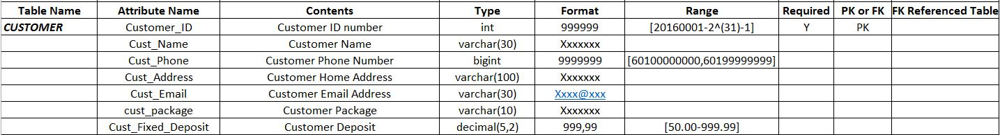 Table Name Attribute Name Contents Type Format Range Required PK or FK FK Referenced Table
CUSTOMER Customer_ID Customer ID number int 999999 [20160001-2^(31)-1] Y PK
Cust_Name Customer Name varchar(30) Xxxxxxx
Cust_Phone Customer Phone Number bigint 9999999 [60100000000,60199999999]
Cust_Address Customer Home Address varchar(100) Xxxxxxx
Cust_Email Customer Email Address varchar(30) Xxxx@xxx
cust_package Customer Package varchar(10) Xxxxxxx
Cust_Fixed_Deposit Customer Deposit decimal(5,2) 999,99 [50.00-999.99]